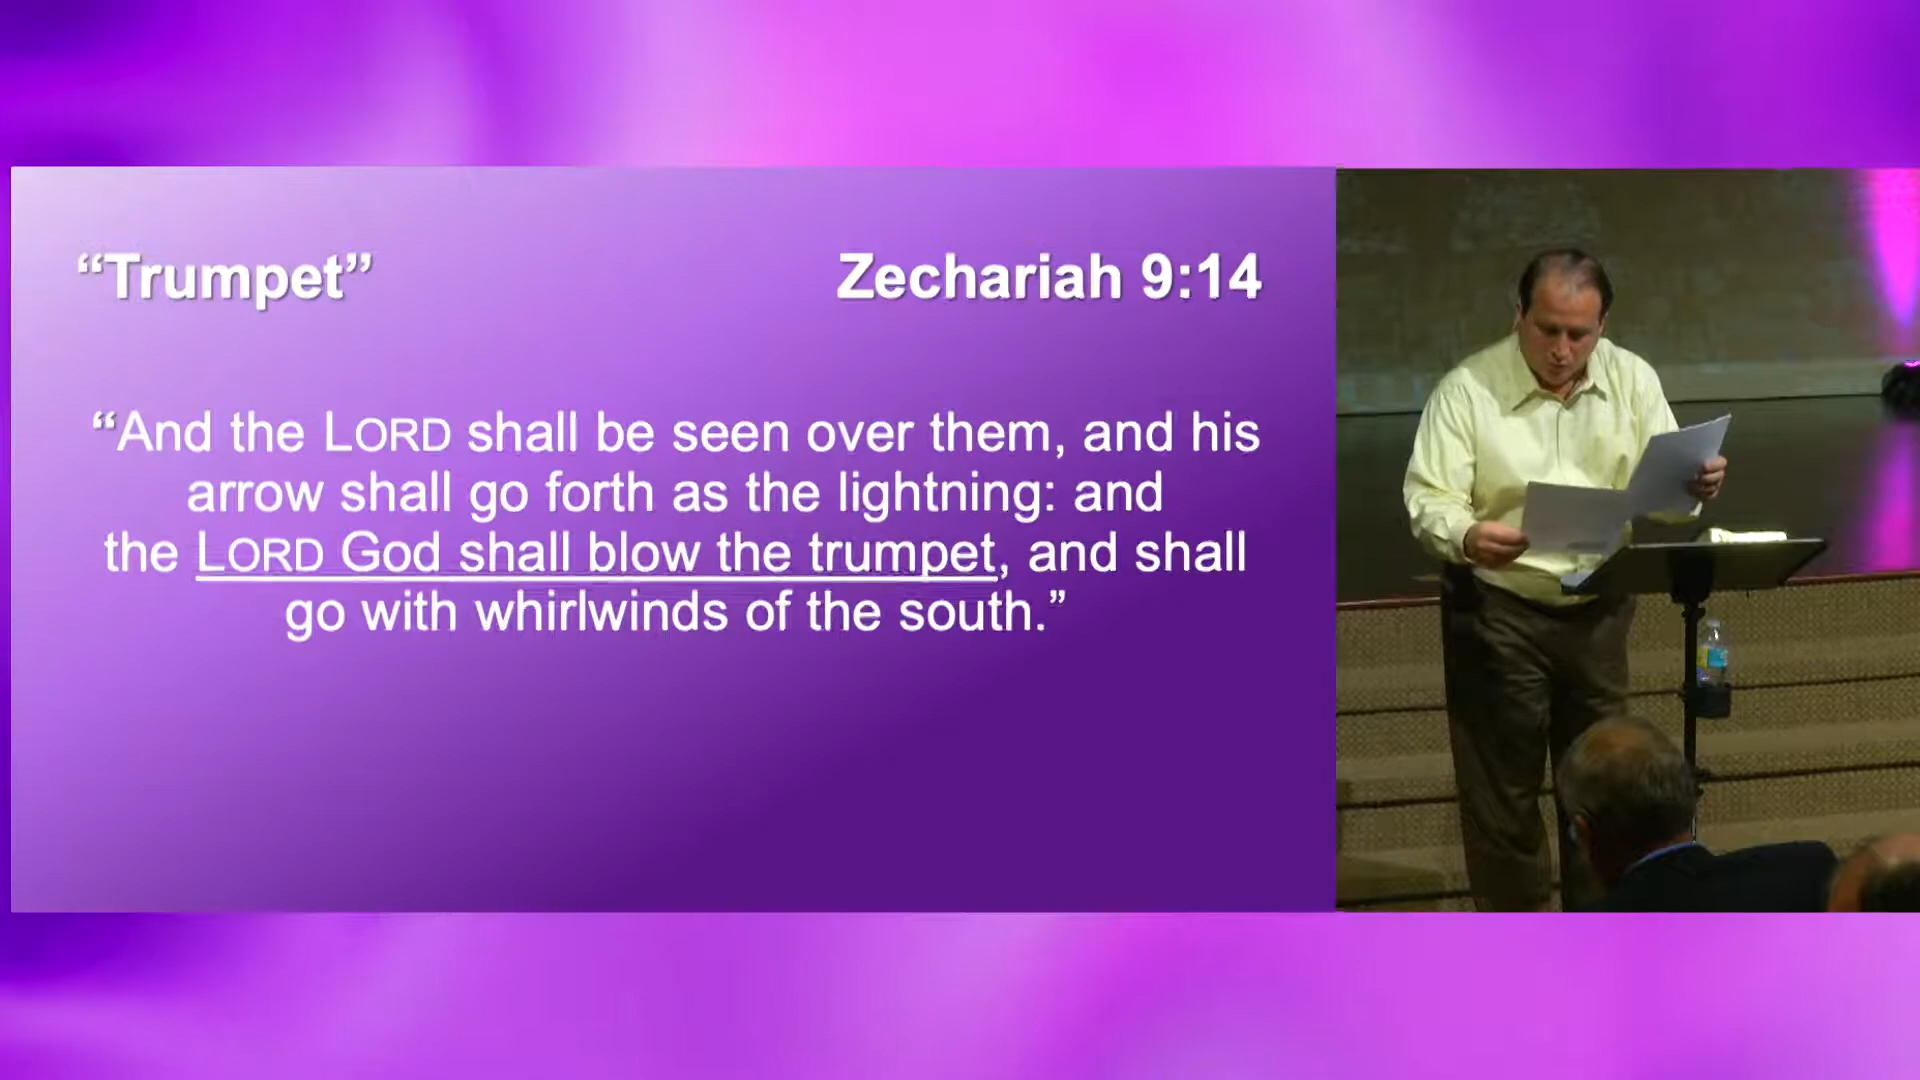 “Trumpet”
Zechariah 9:14
“And the LORD shall be seen over them, and his
arrow shall go forth as the lightning: and
the LORD God shall blow the trumpet, and shall
go with whirlwinds of the south.”